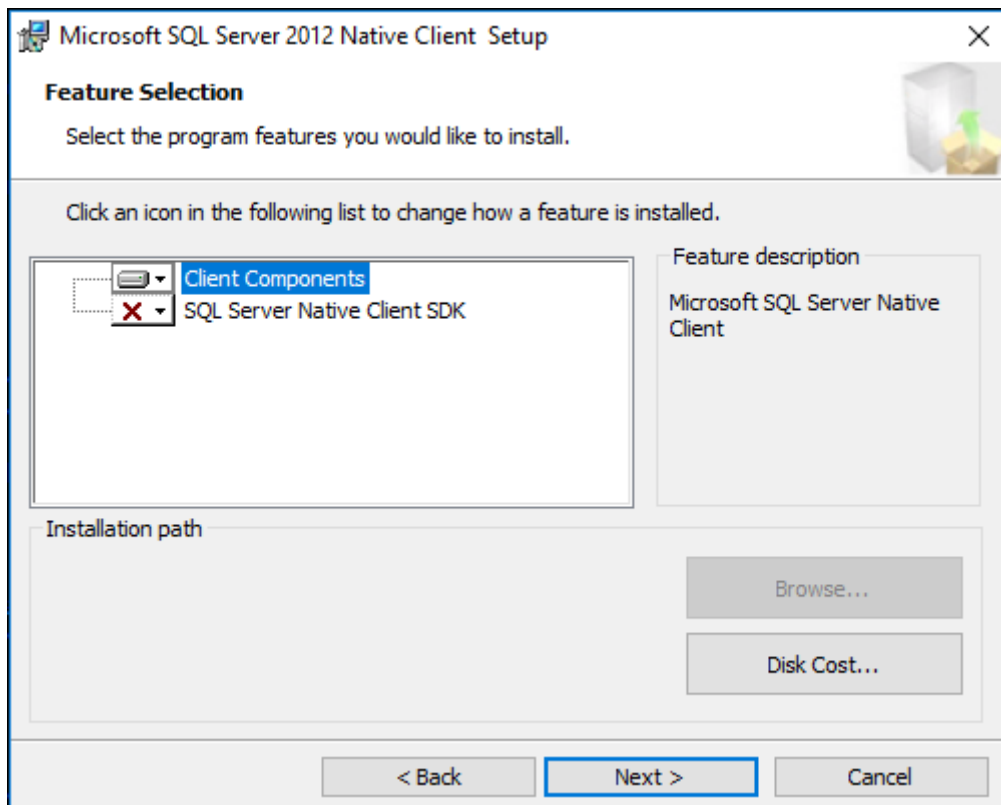 Microsoft SQL Server 2012 Native Client  Setup
Feature Selection
Select the program features you would like to install.
Click an icon in the following list to change how a feature is installed.
Client Components
SQL Server Native Client SDK
Feature description
Microsoft SQL Server Native
Client
Installation path
Browse...
Disk Cost...
< Back
Next >
Cancel